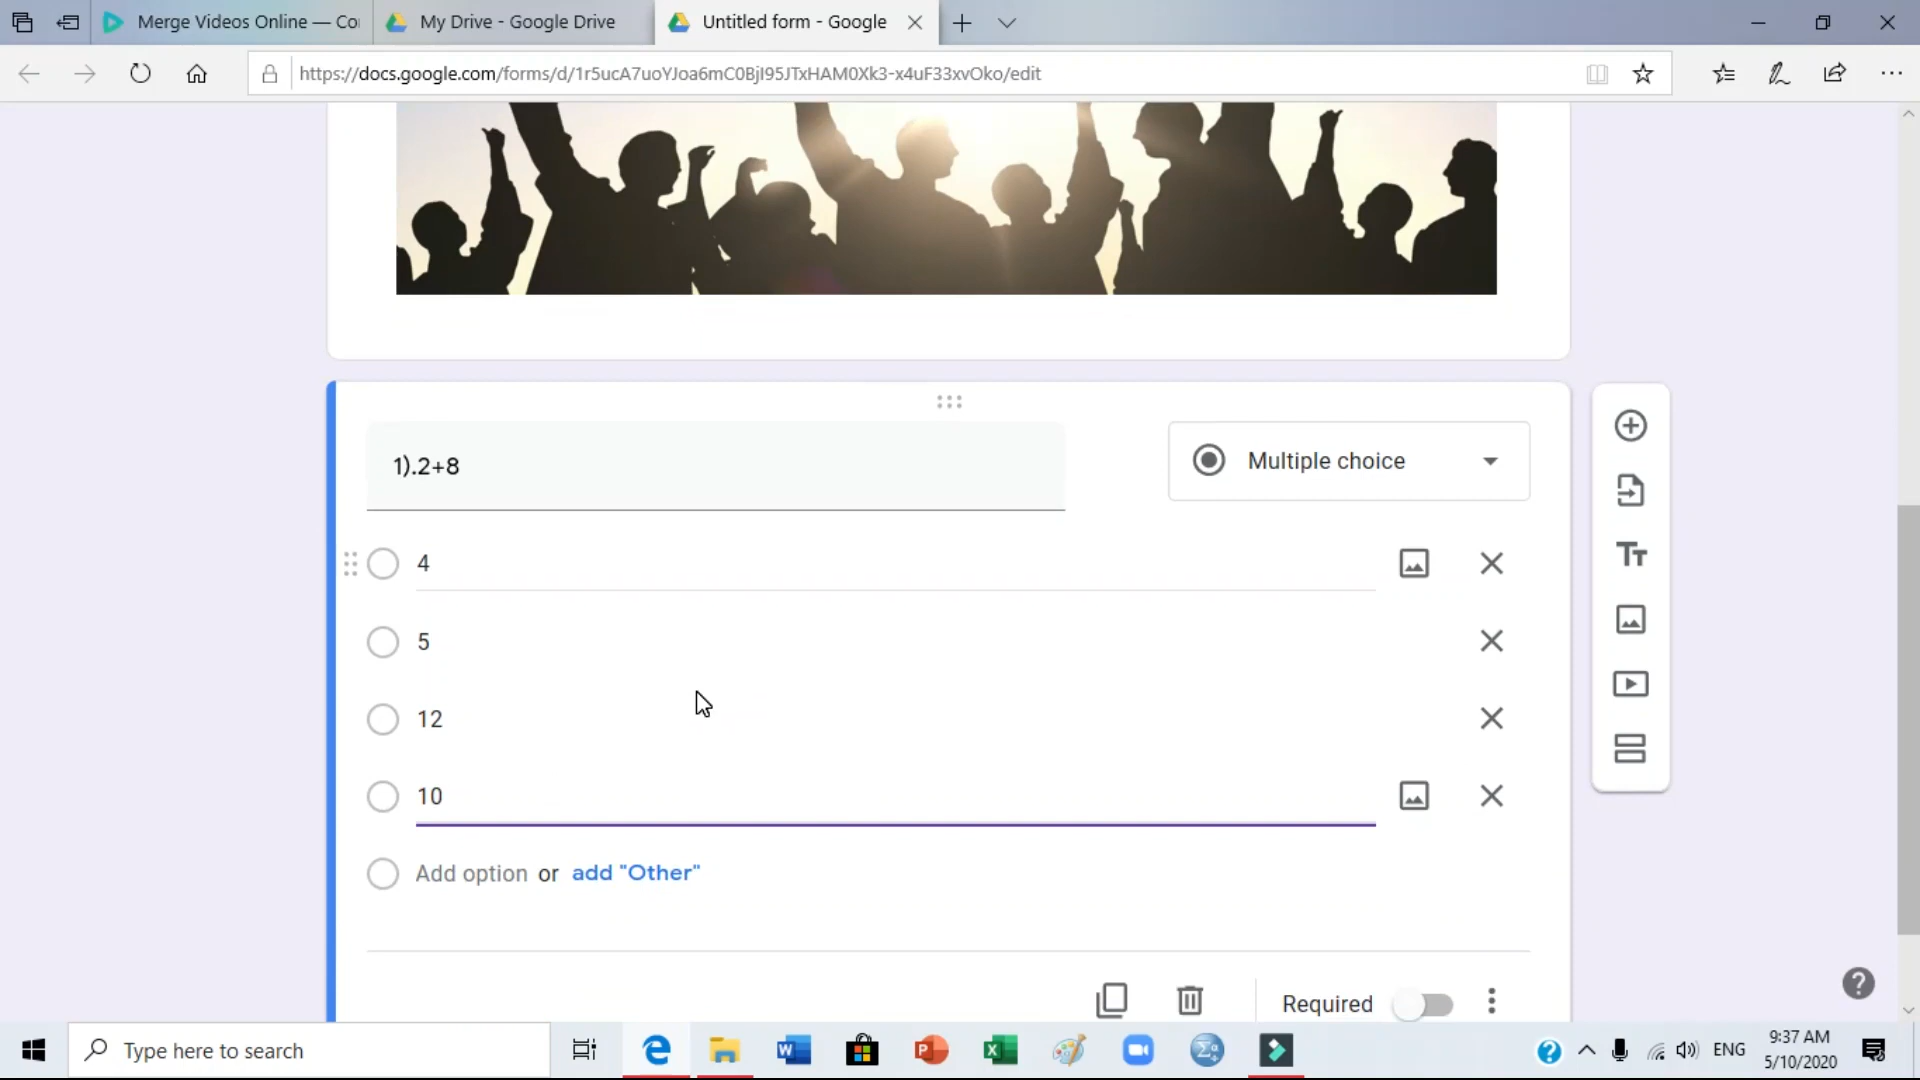 Merge Videos Online — Co
My Drive - Google Drive
Untitled form - Google
https://docs.google.com/forms/d/1r5ucA7uoYJoa6mC0BjI95JTxHAM0Xk3-x4uF33xvOko/edit
1).2+8
Multiple choice
4
5
12
10
Add option or add "Other"
Required
Type here to search
ENG
9:37 AM
5/10/2020